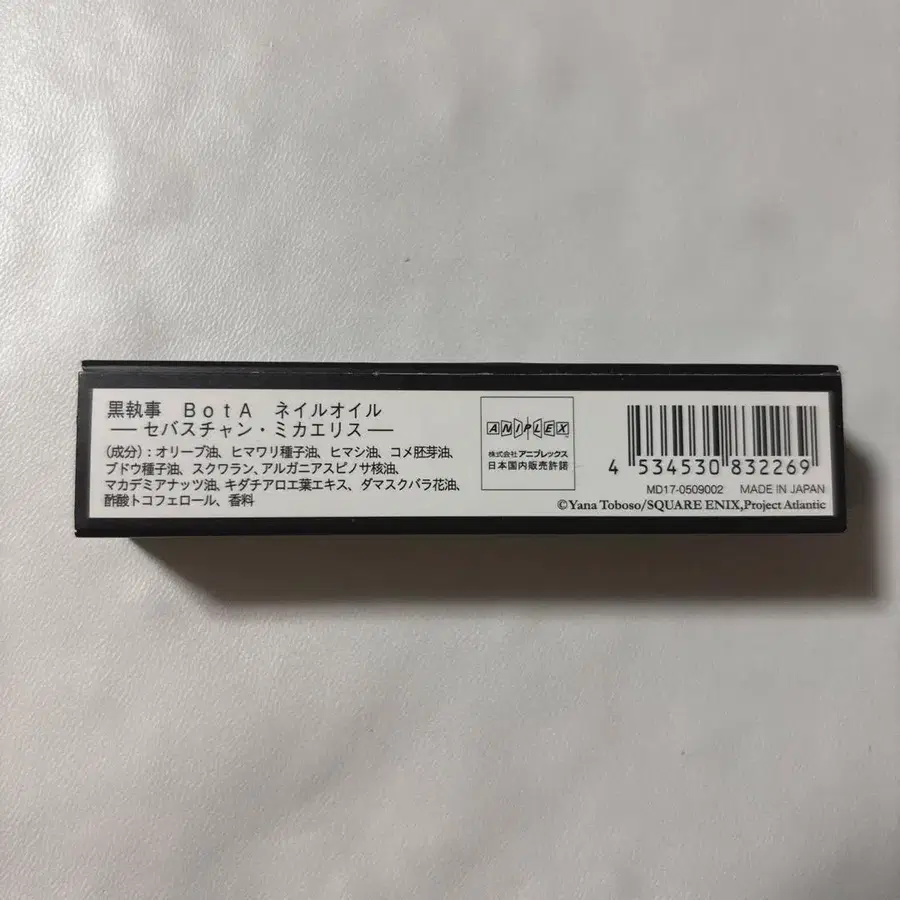 黒執事 BotA ネイルオイル
― セバスチャン・ミカエリス ―
(成分):オリーブ油、ヒマワリ種子油、ヒマシ油、コメ胚芽油、
ブドウ種子油、スクワラン、アルガニアスピノサ核油、
マカデミアナッツ油、キダチアロエ葉エキス、ダマスクバラ花油、
酢酸トコフェロール、香料
ANIPLEX
株式会社アニプレックス
日本国内販売許諾
4 534530 832269
MD17-0509002 MADE IN JAPAN
©Yana Toboso/SQUARE ENIX,Project Atlantic